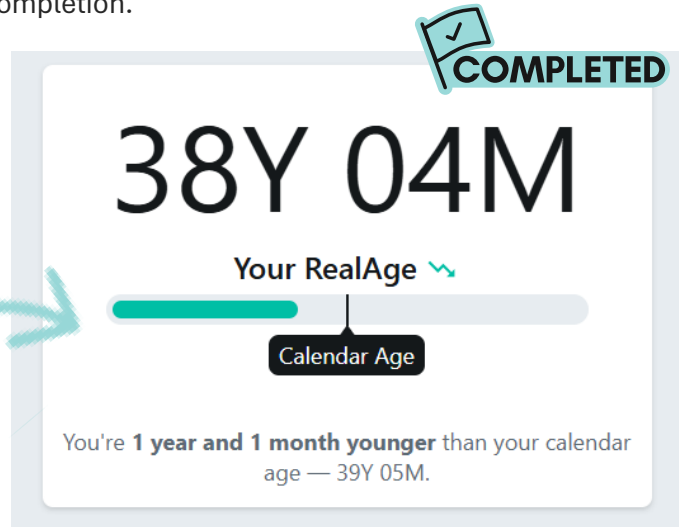 ompletion.
COMPLETED
38Y 04M
Your RealAge
Calendar Age
You're 1 year and 1 month younger than your calendar
age — 39Y 05M.